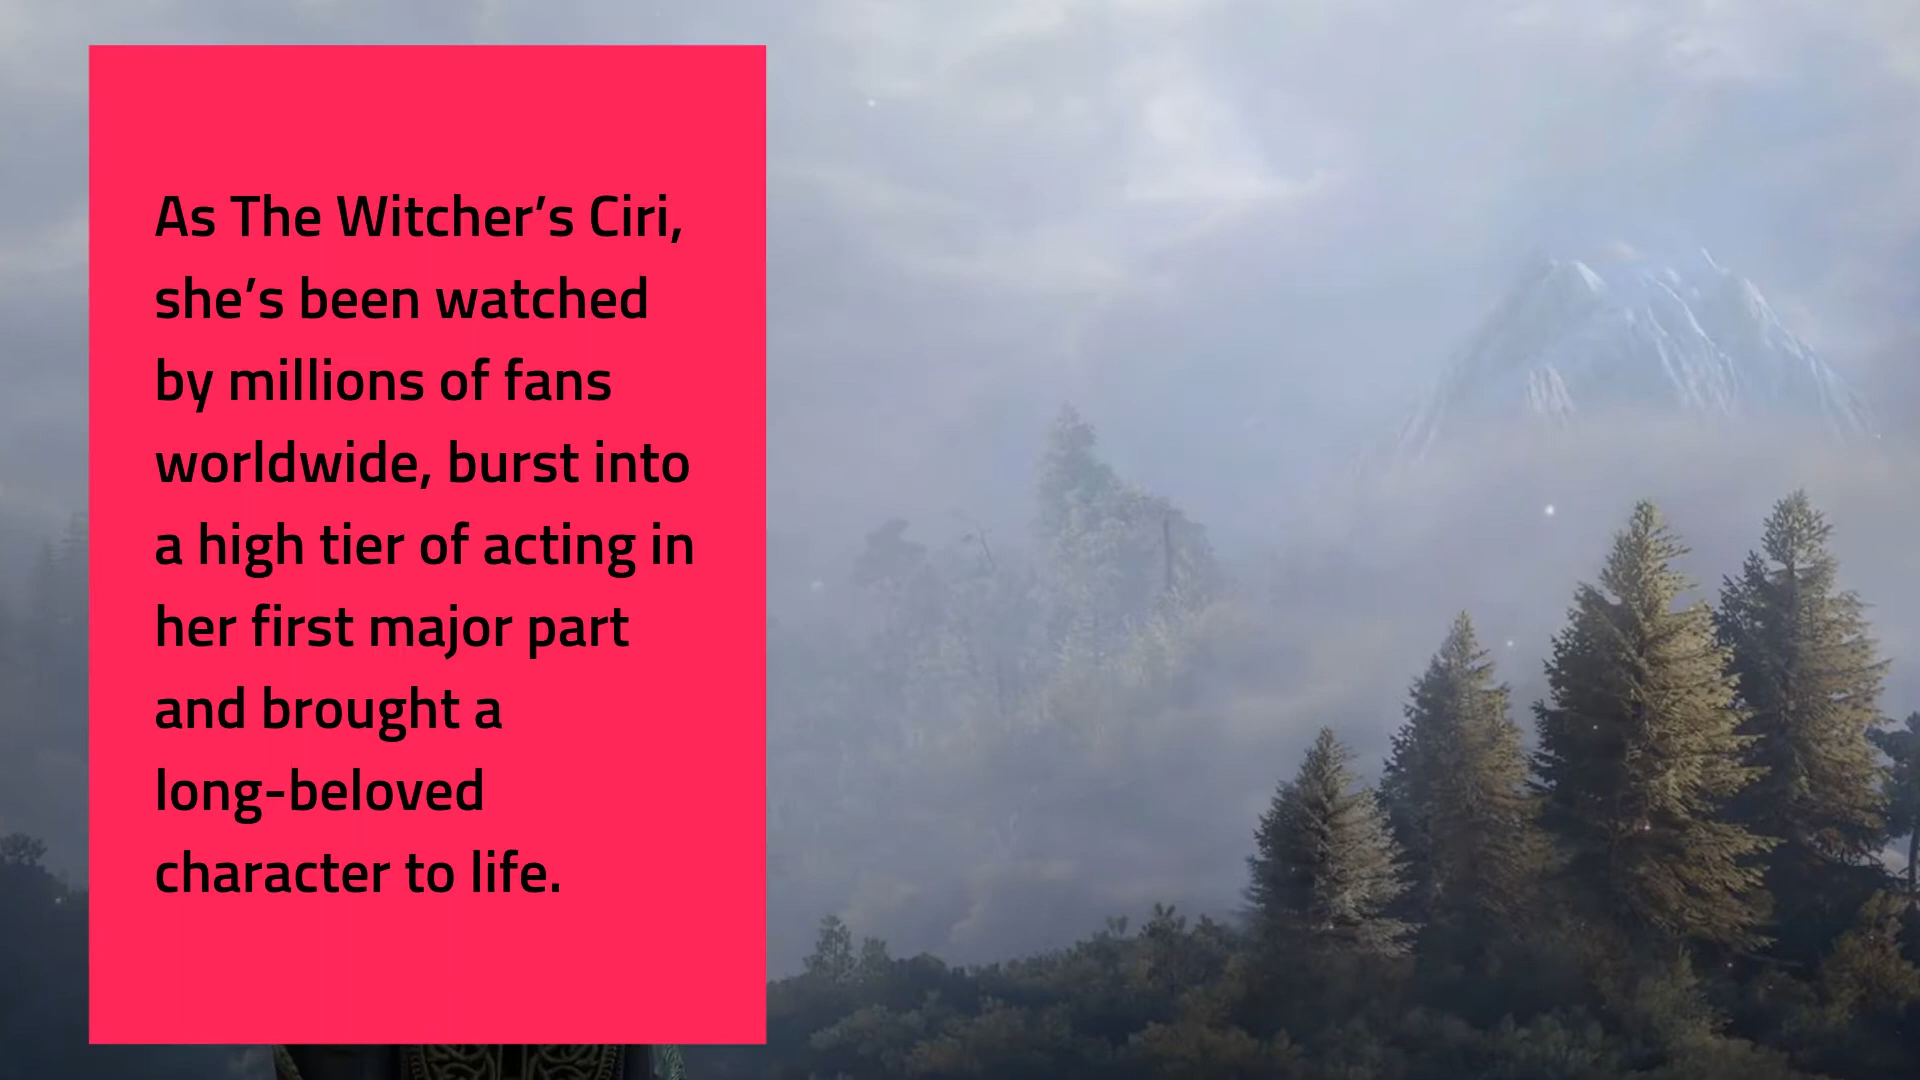 As The Witcher’s Ciri,
she’s been watched
by millions of fans
worldwide, burst into
a high tier of acting in
her first major part
and brought a
long-beloved
character to life.